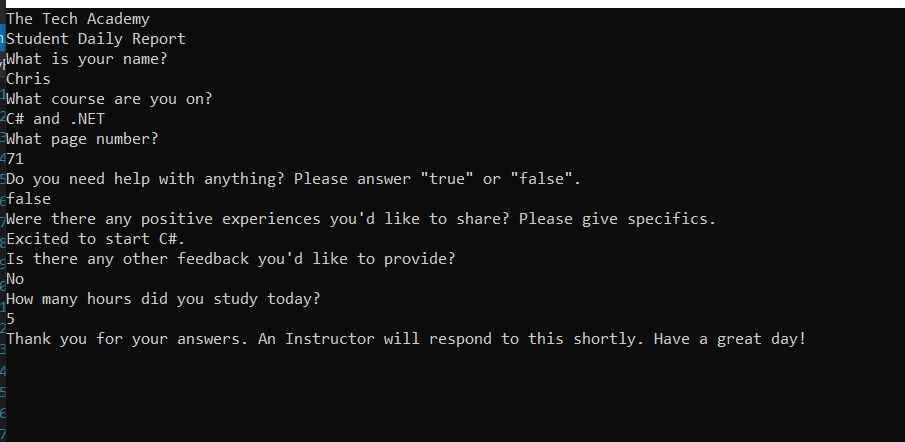 The Tech Academy
Student Daily Report
What is your name?
Chris
What course are you on?
C# and .NET
What page number?
71
Do you need help with anything? Please answer "true" or "false".
false
Were there any positive experiences you'd like to share? Please give specifics.
Excited to start C#.
Is there any other feedback you'd like to provide?
No
How many hours did you study today?
5
Thank you for your answers. An Instructor will respond to this shortly. Have a great day!